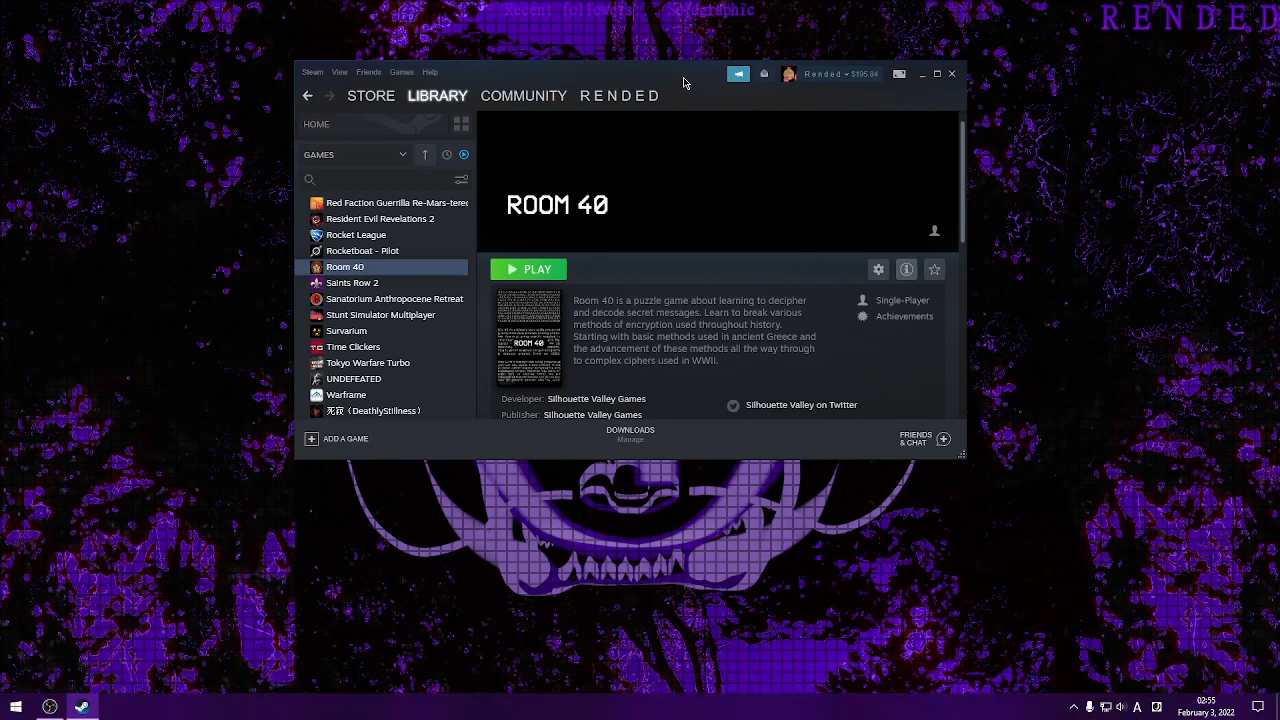 Recent followers
R E N D E D
Steam View Friends Games Help
R e n d e d $195.84
STORE LIBRARY COMMUNITY R E N D E D
HOME
GAMES
Red Faction Guerrilla Re-Mars-tered
Resident Evil Revelations 2
Rocket League
Rocketboat - Pilot
Room 40
Saints Row 2
Sanatorium Anthropocene Retreat
Stunt Simulator Multiplayer
Survarium
Time Clickers
Tokyo Warfare Turbo
UNDEFEATED
Warframe
死寂（DeathlyStillness）
ROOM 40
PLAY
ROOM 40
Room 40 is a puzzle game about learning to decipher
and decode secret messages. Learn to break various
methods of encryption used throughout history.
Starting with basic methods used in ancient Greece and
the advancement of these methods all the way through
to complex ciphers used in WWII.
Single-Player
Achievements
Developer: Silhouette Valley Games
Publisher: Silhouette Valley Games
Silhouette Valley on Twitter
ADD A GAME
DOWNLOADS
Manage
FRIENDS
& CHAT
A
02:55
February 3, 2022